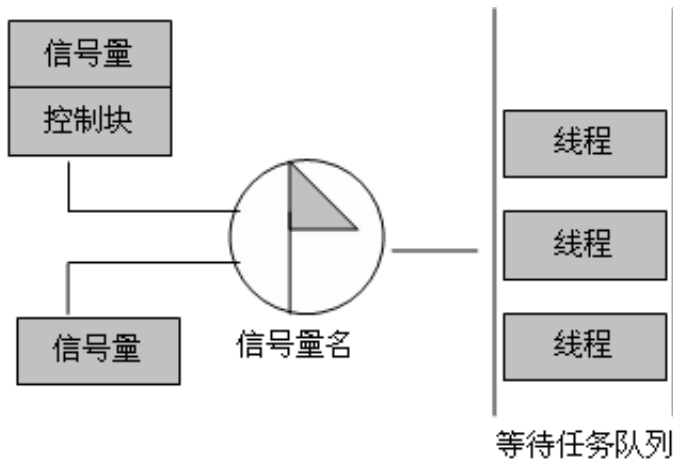 信号量
控制块
信号量
信号量名
线程
线程
线程
等待任务队列